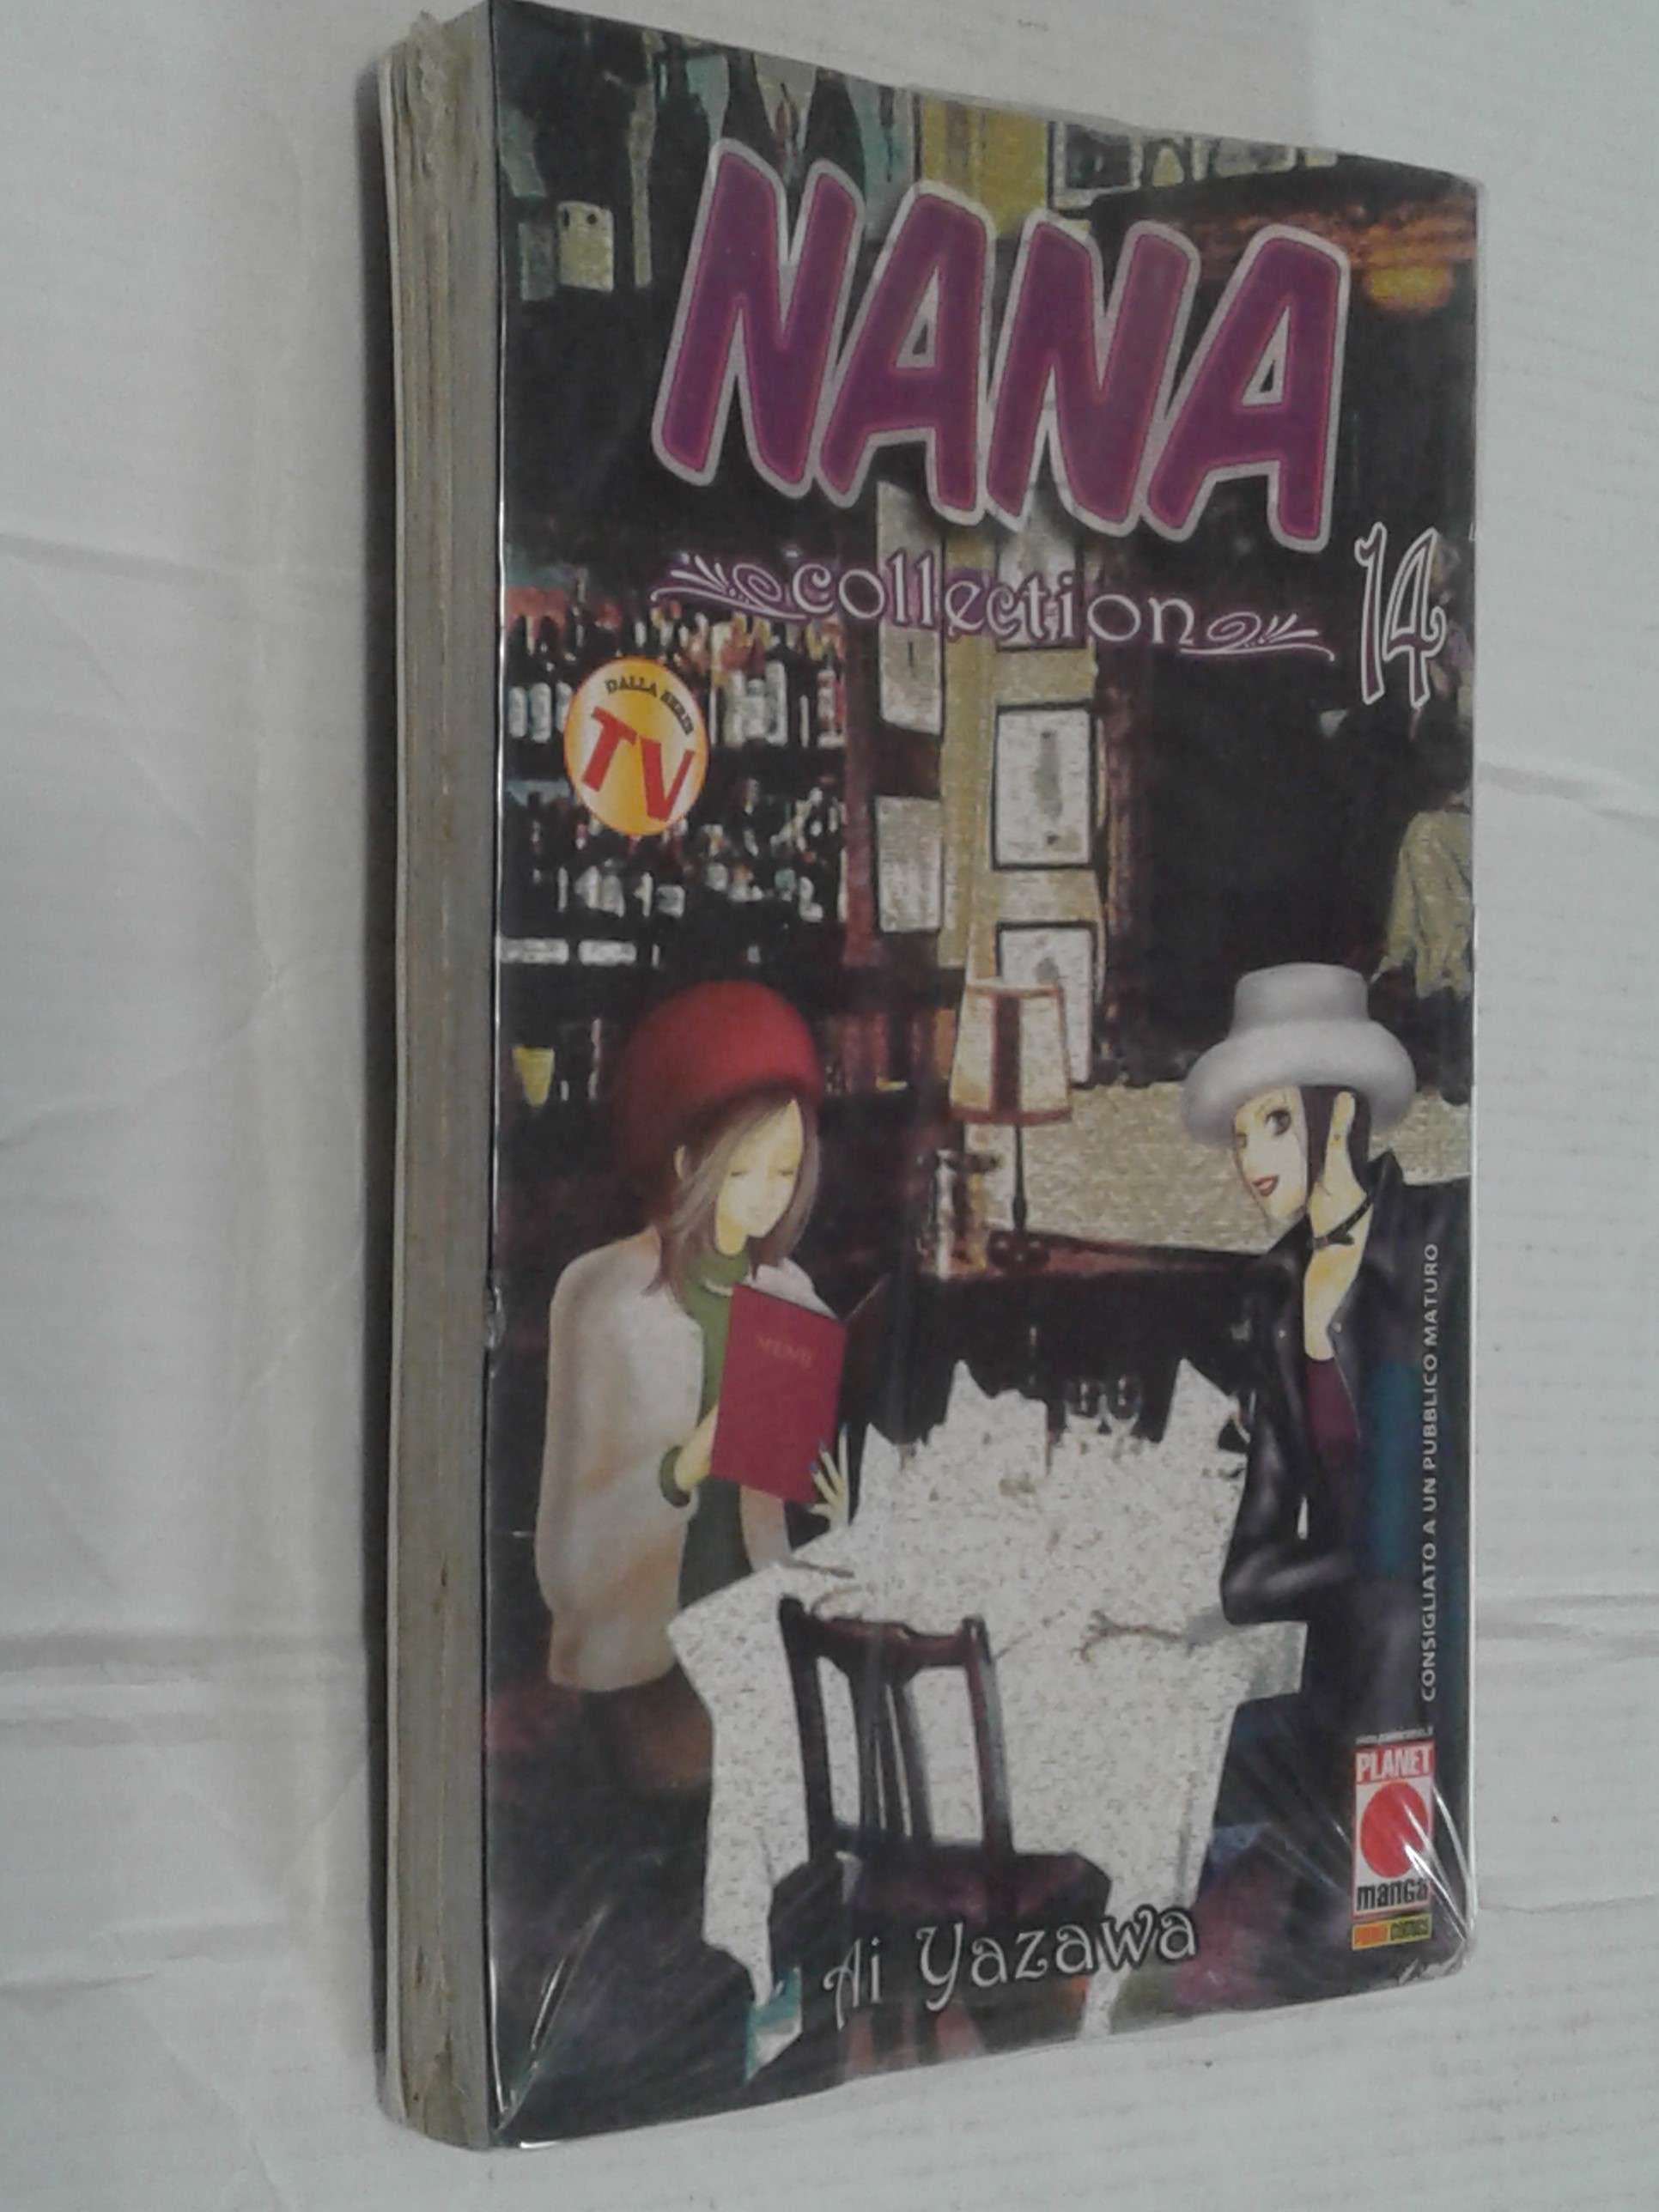 NANA
collection
14
DALLA SERIE
TV
MENU
CONSIGLIATO A UN PUBBLICO MATURO
PLANET
manga
PANINI COMICS
Ai Yazawa